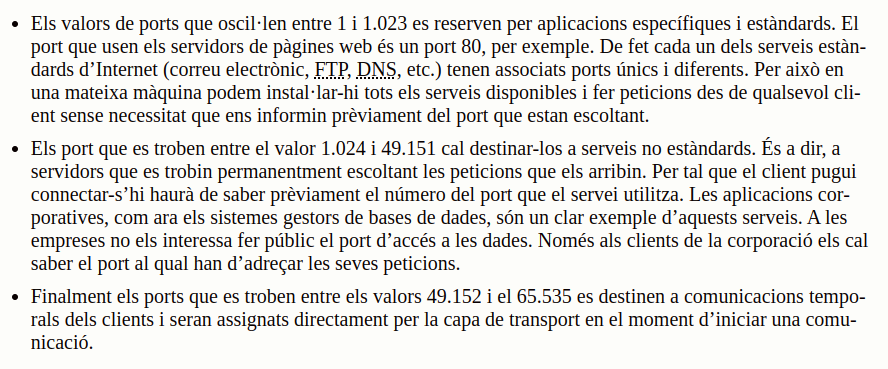 • Els valors de ports que oscil·len entre 1 i 1.023 es reserven per aplicacions específiques i estàndards. El
port que usen els servidors de pàgines web és un port 80, per exemple. De fet cada un dels serveis estàn-
dards d’Internet (correu electrònic, FTP, DNS, etc.) tenen associats ports únics i diferents. Per això en
una mateixa màquina podem instal·lar-hi tots els serveis disponibles i fer peticions des de qualsevol cli-
ent sense necessitat que ens informin prèviament del port que estan escoltant.
• Els port que es troben entre el valor 1.024 i 49.151 cal destinar-los a serveis no estàndards. És a dir, a
servidors que es trobin permanentment escoltant les peticions que els arribin. Per tal que el client pugui
connectar-s’hi haurà de saber prèviament el número del port que el servei utilitza. Les aplicacions cor-
poratives, com ara els sistemes gestors de bases de dades, són un clar exemple d’aquests serveis. A les
empreses no els interessa fer públic el port d’accés a les dades. Només als clients de la corporació els cal
saber el port al qual han d’adreçar les seves peticions.
• Finalment els ports que es troben entre els valors 49.152 i el 65.535 es destinen a comunicacions tempo-
rals dels clients i seran assignats directament per la capa de transport en el moment d’iniciar una comu-
nicació.